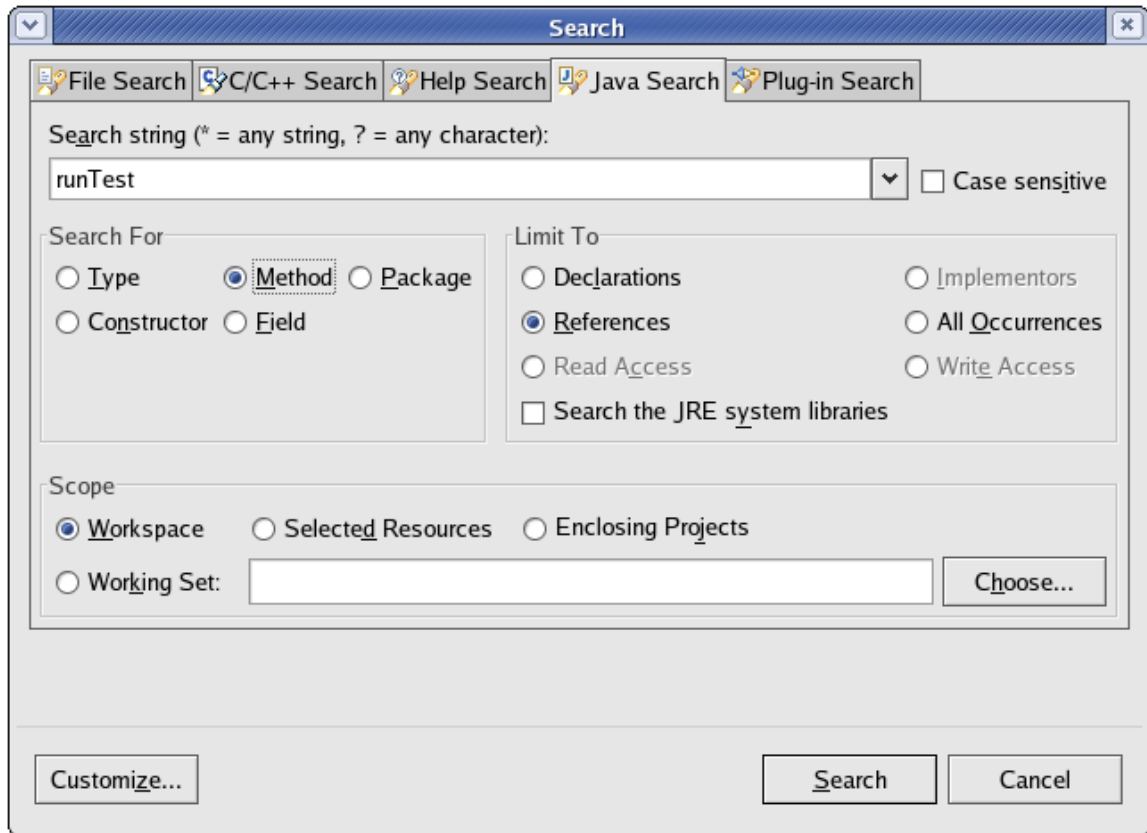 Search
File Search C/C++ Search Help Search Java Search Plug-in Search
Search string (* = any string, ? = any character):
runTest Case sensitive
Search For
Type Method Package
Constructor Field
Limit To
Declarations Implementors
References All Occurrences
Read Access Write Access
Search the JRE system libraries
Scope
Workspace Selected Resources Enclosing Projects
Working Set: Choose...
Customize... Search Cancel